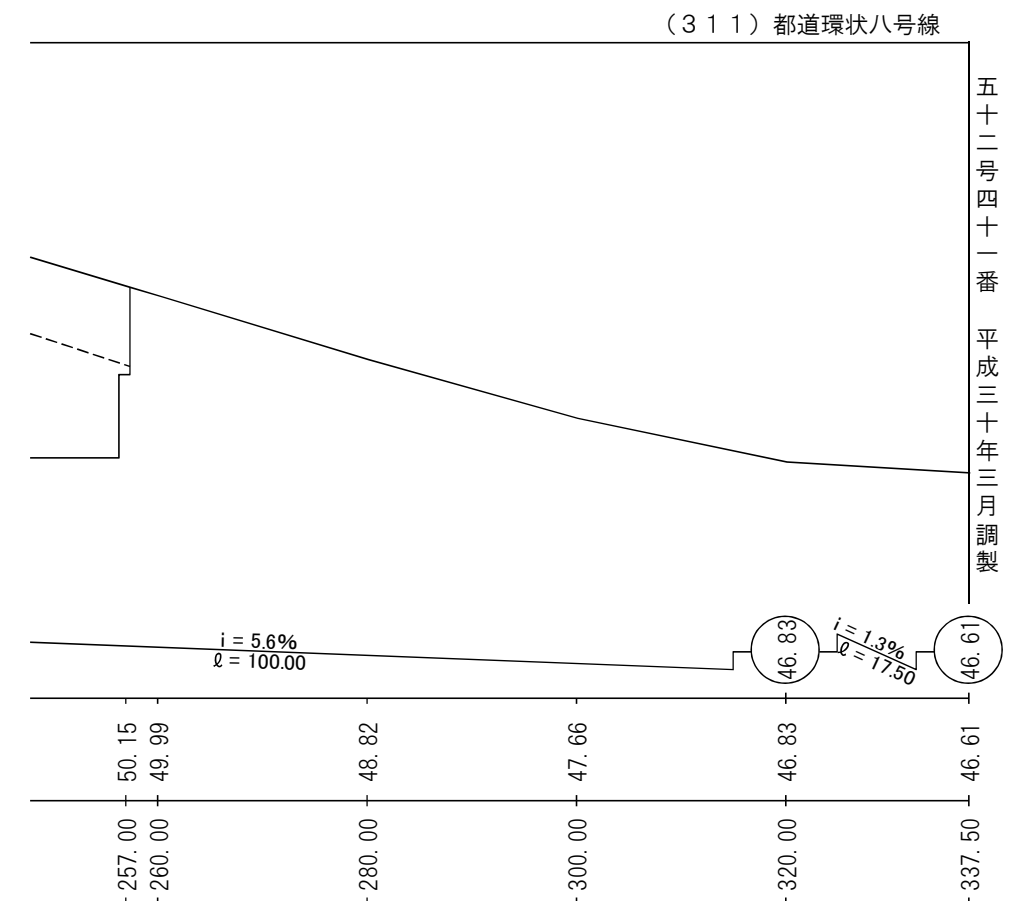 （３１１）都道環状八号線
五十二号四十一番　平成三十年三月調製
i = 5.6%
ℓ = 100.00
46.83
i = 1.3%
ℓ = 17.50
46.61
50.15
49.99
48.82
47.66
46.83
46.61
257.00
260.00
280.00
300.00
320.00
337.50